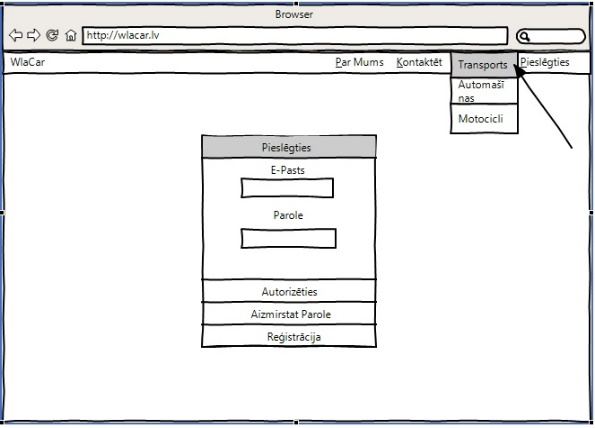 Browser
http://wlacar.lv
WlaCar
Par Mums
Kontaktēt
Transports
Pieslēgties
Automašī
nas
Motocicli
Pieslēgties
E-Pasts
Parole
Autorizēties
Aizmirstat Parole
Reģistrācija